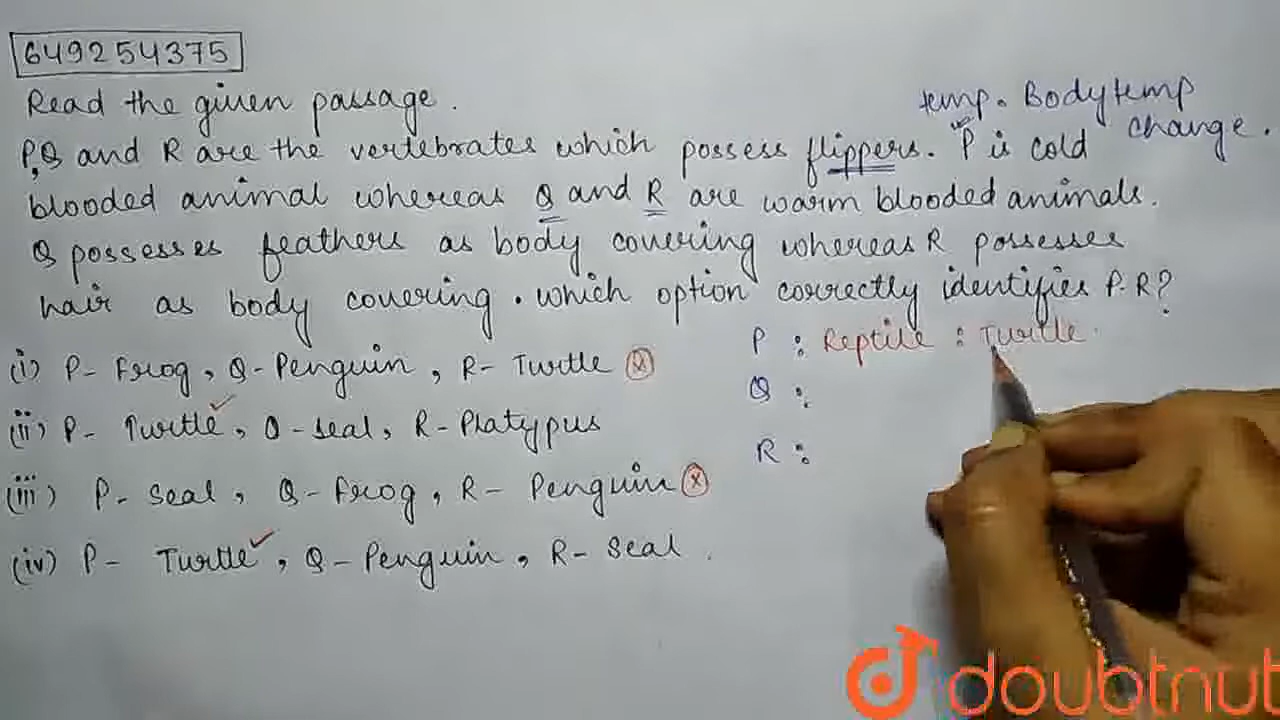 649254375
Read the given passage.
temp. Body temp
change.
P,Q and R are the vertebrates which possess flippers. P is cold
blooded animal whereas Q and R are warm blooded animals.
Q possesses feathers as body covering whereas R possesses
hair as body covering. which option correctly identifies P-R?
P : Reptile : Turtle
(i) P- Frog, Q-Penguin, R- Turtle
Q :
(ii) P- Turtle, Q-seal, R-Platypus
R :
(iii) P- Seal, Q-Frog, R- Penguin
(iv) P- Turtle, Q-Penguin, R-Seal.
doubtnut